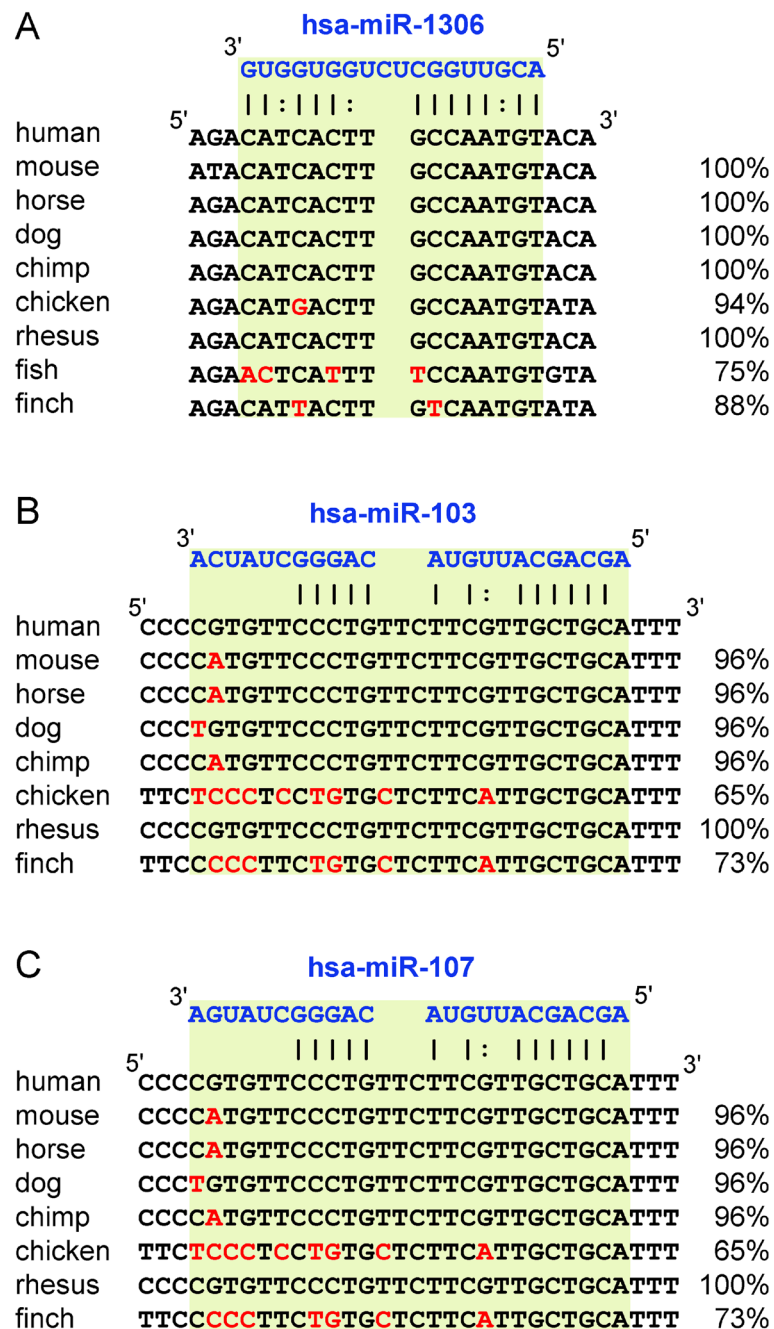 A
hsa-miR-1306
3' 5'
GUGGUGGUCUCGGUUGCA
||:|||: |||||:||
5' 3'
human AGACATCACTT GCCAATGTACA
mouse ATACATCACTT GCCAATGTACA 100%
horse AGACATCACTT GCCAATGTACA 100%
dog AGACATCACTT GCCAATGTACA 100%
chimp AGACATCACTT GCCAATGTACA 100%
chicken AGACATGACTT GCCAATGTATA 94%
rhesus AGACATCACTT GCCAATGTACA 100%
fish AGAACTCATTT TCCAATGTGTA 75%
finch AGACATTACTT GTCAATGTATA 88%
B
hsa-miR-103
3' 5'
ACUAUCGGGAC AUGUUACGACGA
||||| | |: ||||||
5' 3'
human CCCCGTGTTCCCTGTTCTTCGTTGCTGCATTT
mouse CCCCATGTTCCCTGTTCTTCGTTGCTGCATTT 96%
horse CCCCATGTTCCCTGTTCTTCGTTGCTGCATTT 96%
dog CCCTGTGTTCCCTGTTCTTCGTTGCTGCATTT 96%
chimp CCCCATGTTCCCTGTTCTTCGTTGCTGCATTT 96%
chicken TTCTCCCTCCTGTGCTCTTCATTGCTGCATTT 65%
rhesus CCCCGTGTTCCCTGTTCTTCGTTGCTGCATTT 100%
finch TTCCCCCTTCTGTGCTCTTCATTGCTGCATTT 73%
C
hsa-miR-107
3' 5'
AGUAUCGGGAC AUGUUACGACGA
||||| | |: ||||||
5' 3'
human CCCCGTGTTCCCTGTTCTTCGTTGCTGCATTT
mouse CCCCATGTTCCCTGTTCTTCGTTGCTGCATTT 96%
horse CCCCATGTTCCCTGTTCTTCGTTGCTGCATTT 96%
dog CCCTGTGTTCCCTGTTCTTCGTTGCTGCATTT 96%
chimp CCCCATGTTCCCTGTTCTTCGTTGCTGCATTT 96%
chicken TTCTCCCTCCTGTGCTCTTCATTGCTGCATTT 65%
rhesus CCCCGTGTTCCCTGTTCTTCGTTGCTGCATTT 100%
finch TTCCCCCTTCTGTGCTCTTCATTGCTGCATTT 73%